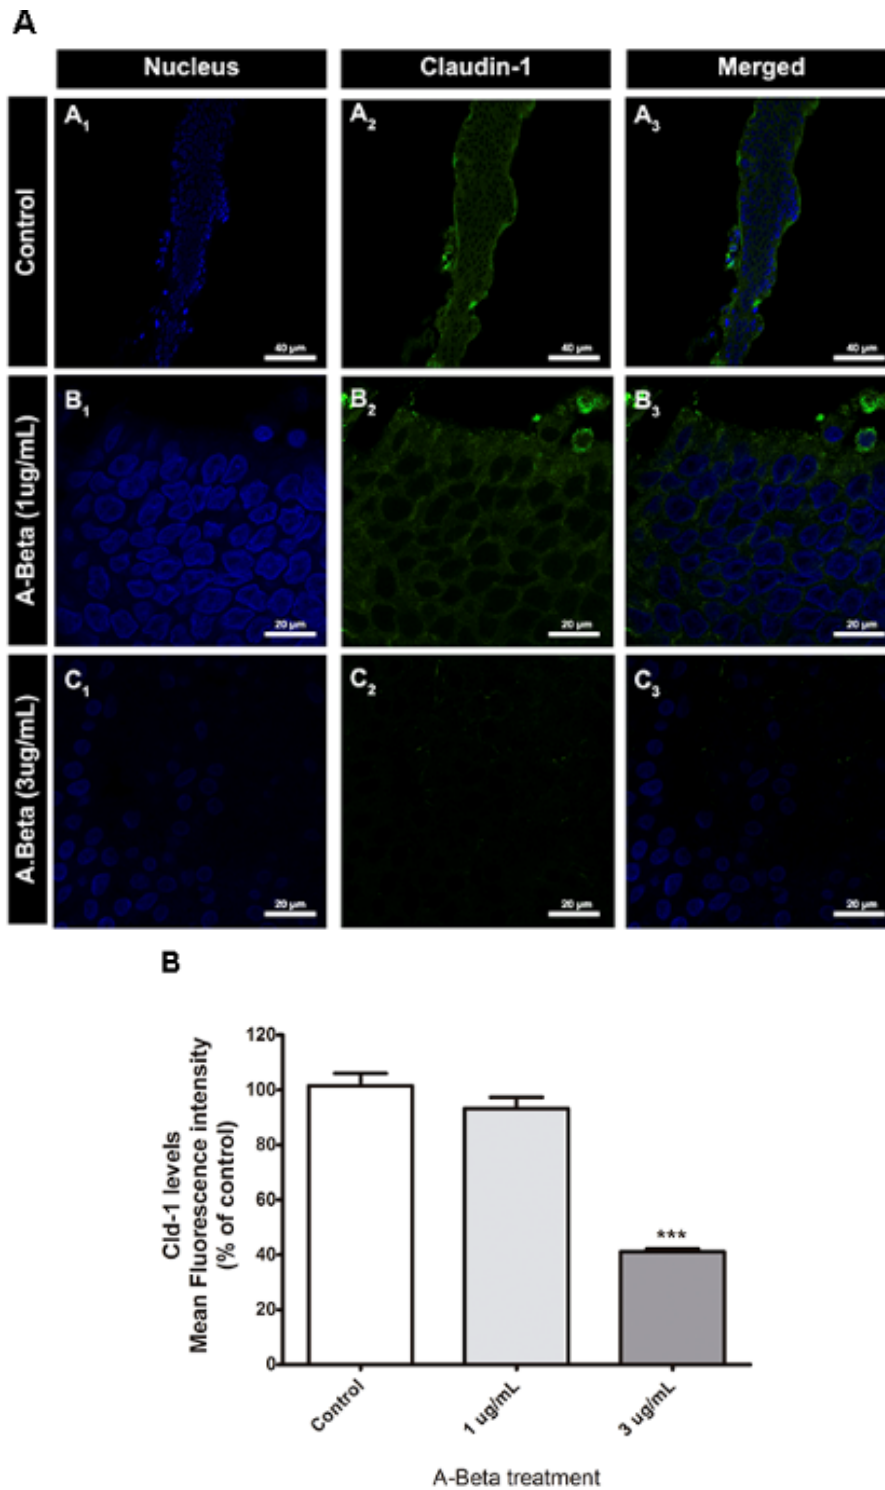 A
Nucleus Claudin-1 Merged
Control
A1 A2 A3
40 µm 40 µm 40 µm
A-Beta (1ug/mL)
B1 B2 B3
20 µm 20 µm 20 µm
A.Beta (3ug/mL)
C1 C2 C3
20 µm 20 µm 20 µm
B
Cld-1 levels
Mean Fluorescence intensity
(% of control)
120
100
80
60
40
20
0
***
Control 1 ug/mL 3 ug/mL
A-Beta treatment